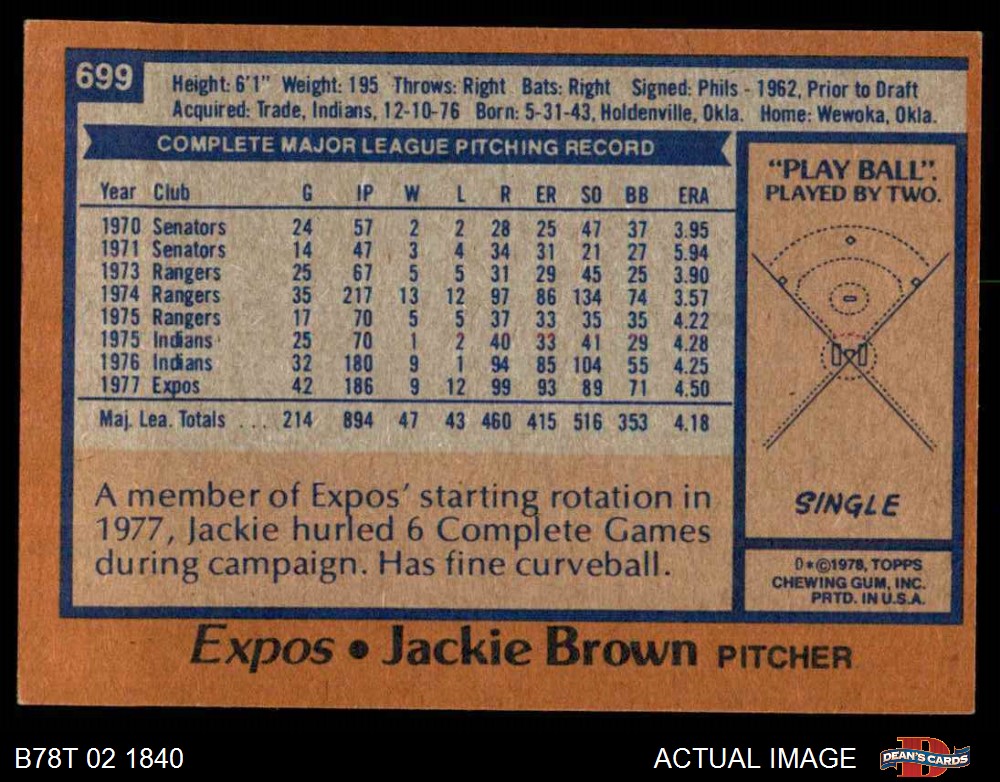 699
Height: 6'1" Weight: 195 Throws: Right Bats: Right Signed: Phils - 1962, Prior to Draft
Acquired: Trade, Indians, 12-10-76 Born: 5-31-43, Holdenville, Okla. Home: Wewoka, Okla.
COMPLETE MAJOR LEAGUE PITCHING RECORD
Year Club G IP W L R ER SO BB ERA
1970 Senators 24 57 2 2 28 25 47 37 3.95
1971 Senators 14 47 3 4 34 31 21 27 5.94
1973 Rangers 25 67 5 5 31 29 45 25 3.90
1974 Rangers 35 217 13 12 97 86 134 74 3.57
1975 Rangers 17 70 5 5 37 33 35 35 4.22
1975 Indians 25 70 1 2 40 33 41 29 4.28
1976 Indians 32 180 9 1 94 85 104 55 4.25
1977 Expos 42 186 9 12 99 93 89 71 4.50
Maj. Lea. Totals ... 214 894 47 43 460 415 516 353 4.18
A member of Expos' starting rotation in
1977, Jackie hurled 6 Complete Games
during campaign. Has fine curveball.
"PLAY BALL".
PLAYED BY TWO.
SINGLE
D*©1978, TOPPS
CHEWING GUM, INC.
PRTD. IN U.S.A.
Expos • Jackie Brown PITCHER
B78T 02 1840
ACTUAL IMAGE
DEAN'S CARDS